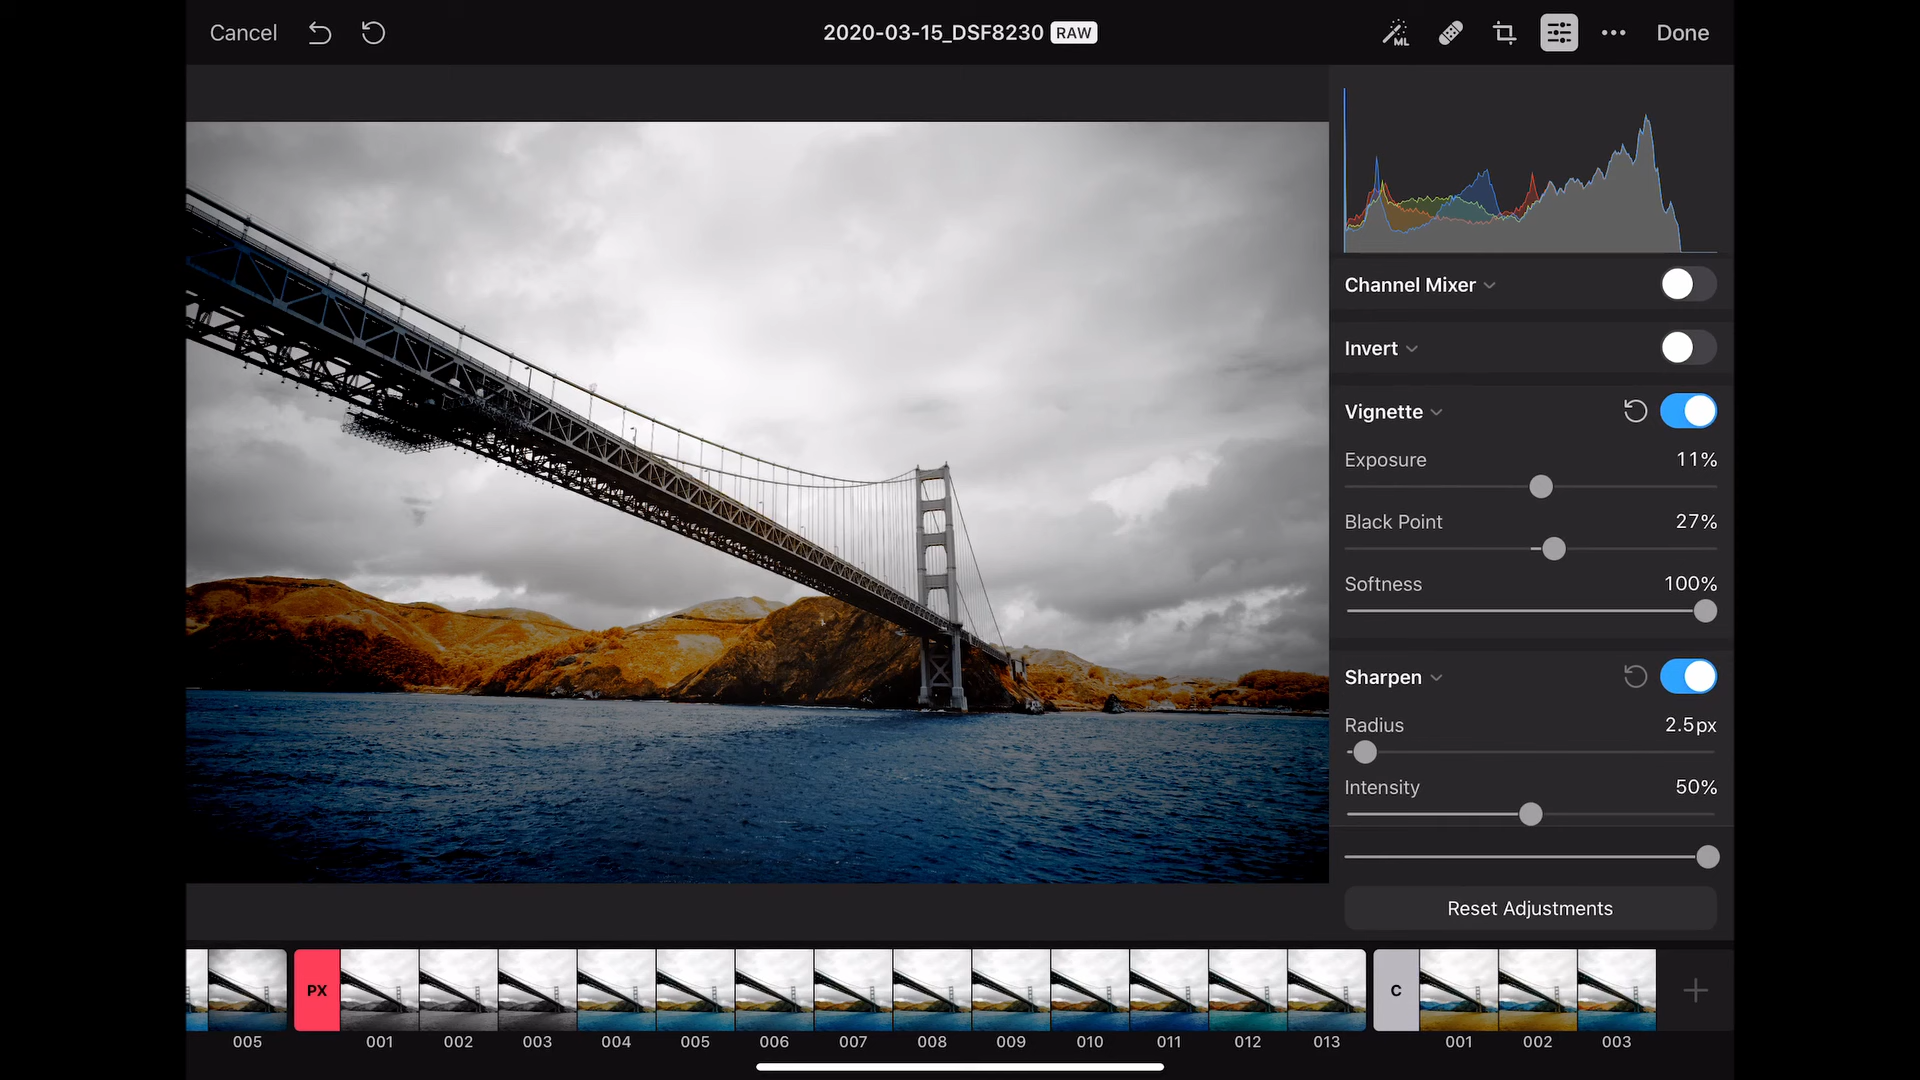 Cancel
2020-03-15_DSF8230 RAW
ML
Done
Channel Mixer
Invert
Vignette
Exposure 11%
Black Point 27%
Softness 100%
Sharpen
Radius 2.5px
Intensity 50%
Reset Adjustments
PX
C
005 001 002 003 004 005 006 007 008 009 010 011 012 013 001 002 003